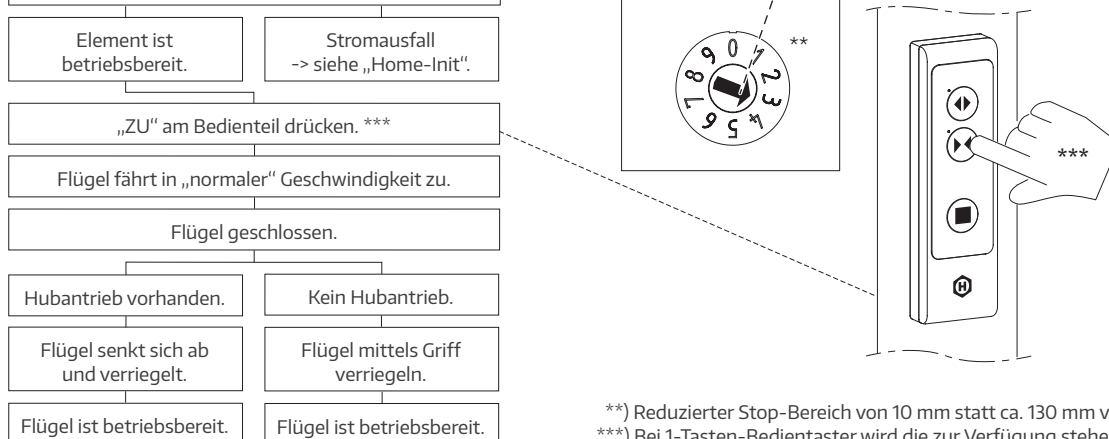 Element ist
betriebsbereit.
Stromausfall
-> siehe „Home-Init“.
„ZU“ am Bedienteil drücken. ***
Flügel fährt in „normaler“ Geschwindigkeit zu.
Flügel geschlossen.
Hubantrieb vorhanden.
Kein Hubantrieb.
Flügel senkt sich ab
und verriegelt.
Flügel mittels Griff
verriegeln.
Flügel ist betriebsbereit.
Flügel ist betriebsbereit.
0 1 2 3 4 5 6 7 8 9
**
***
H
**) Reduzierter Stop-Bereich von 10 mm statt ca. 130 mm v
***) Bei 1-Tasten-Bedientaster wird die zur Verfügung stehe